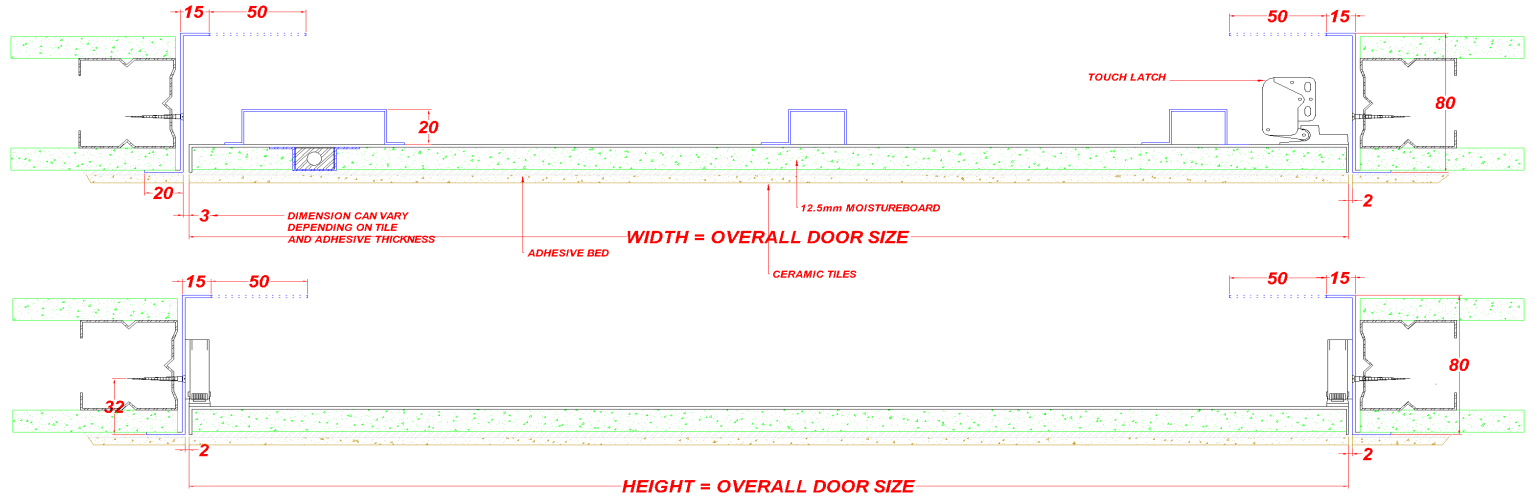 15
50
50
15
TOUCH LATCH
80
20
20
3
DIMENSION CAN VARY
DEPENDING ON TILE
AND ADHESIVE THICKNESS
12.5mm MOISTUREBOARD
2
WIDTH = OVERALL DOOR SIZE
ADHESIVE BED
CERAMIC TILES
15
50
50
15
80
32
2
2
HEIGHT = OVERALL DOOR SIZE